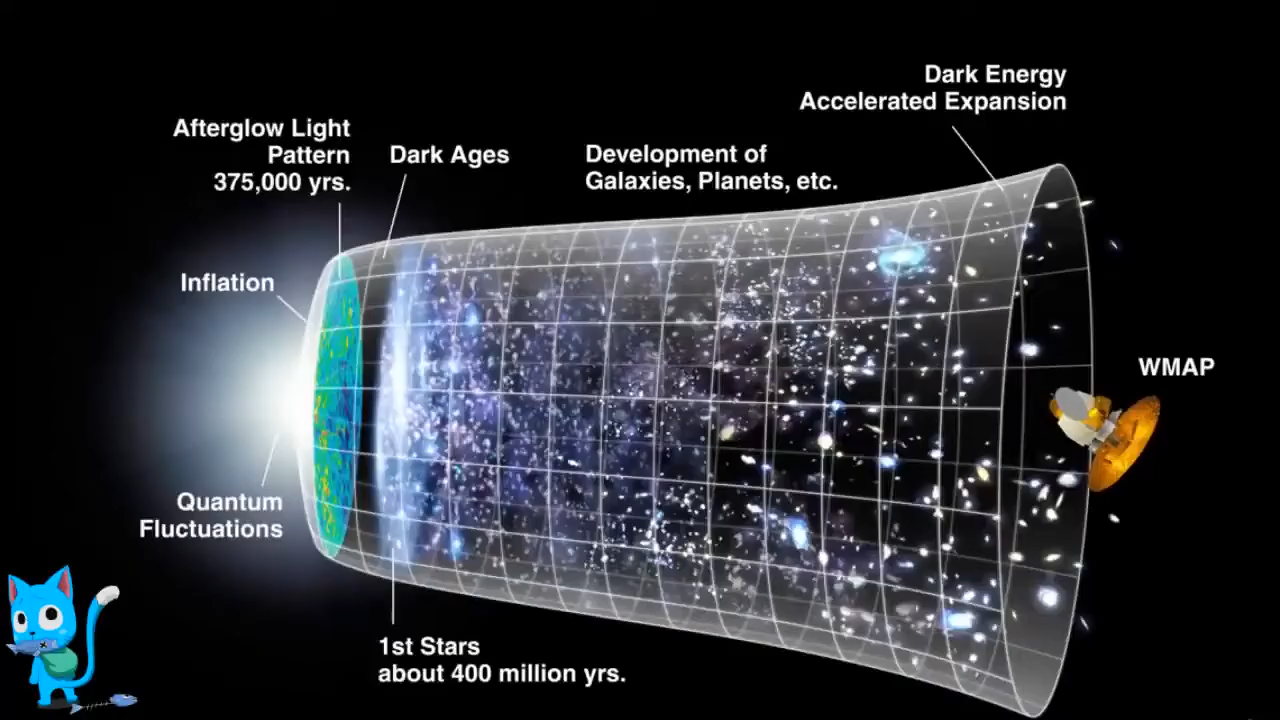 Dark Energy
Accelerated Expansion
Afterglow Light
Pattern
375,000 yrs.
Dark Ages
Development of
Galaxies, Planets, etc.
Inflation
WMAP
Quantum
Fluctuations
1st Stars
about 400 million yrs.